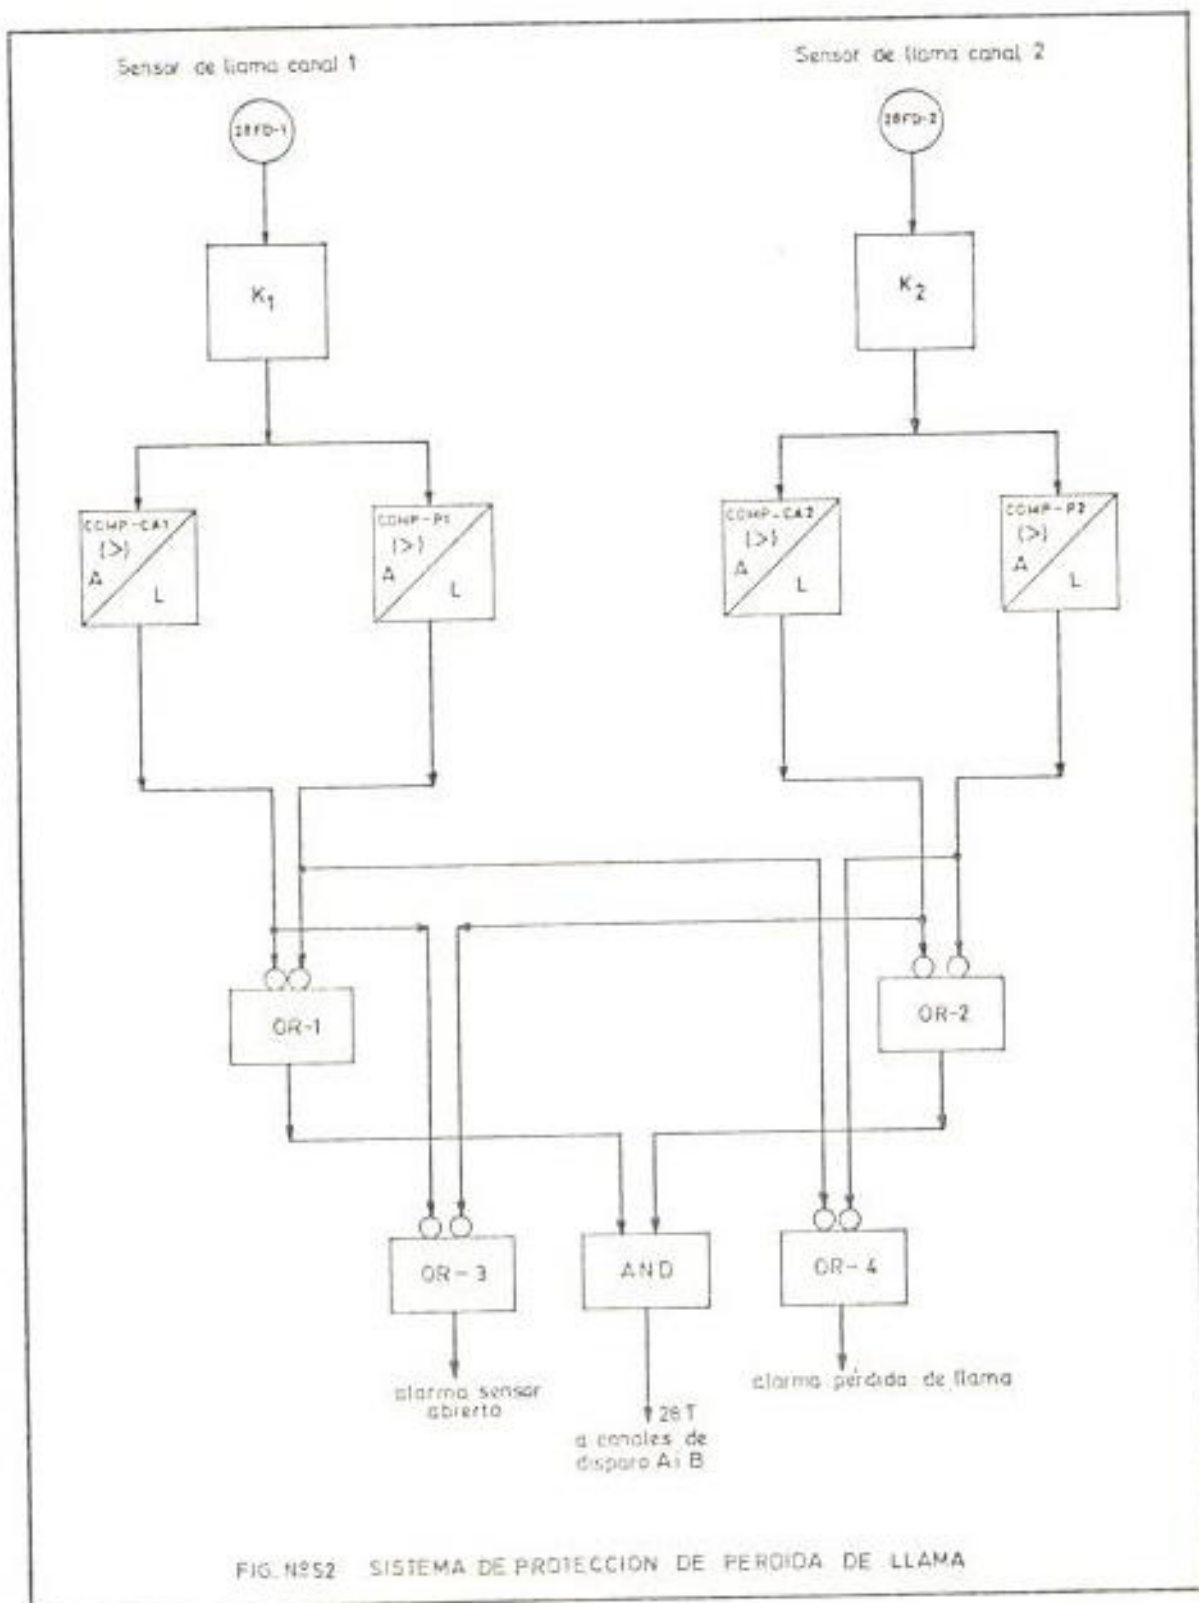 Sensor de llama canal 1
Sensor de llama canal 2
28FD-1
28FD-2
K1
K2
COMP-CA1
(>)
A
L
COMP-P1
(>)
A
L
COMP-CA2
(>)
A
L
COMP-P2
(>)
A
L
OR-1
OR-2
OR-3
AND
OR-4
alarma sensor
abierto
28T
a canales de
disparo A i B
alarma pérdida de llama
FIG. Nº52 SISTEMA DE PROTECCION DE PERDIDA DE LLAMA